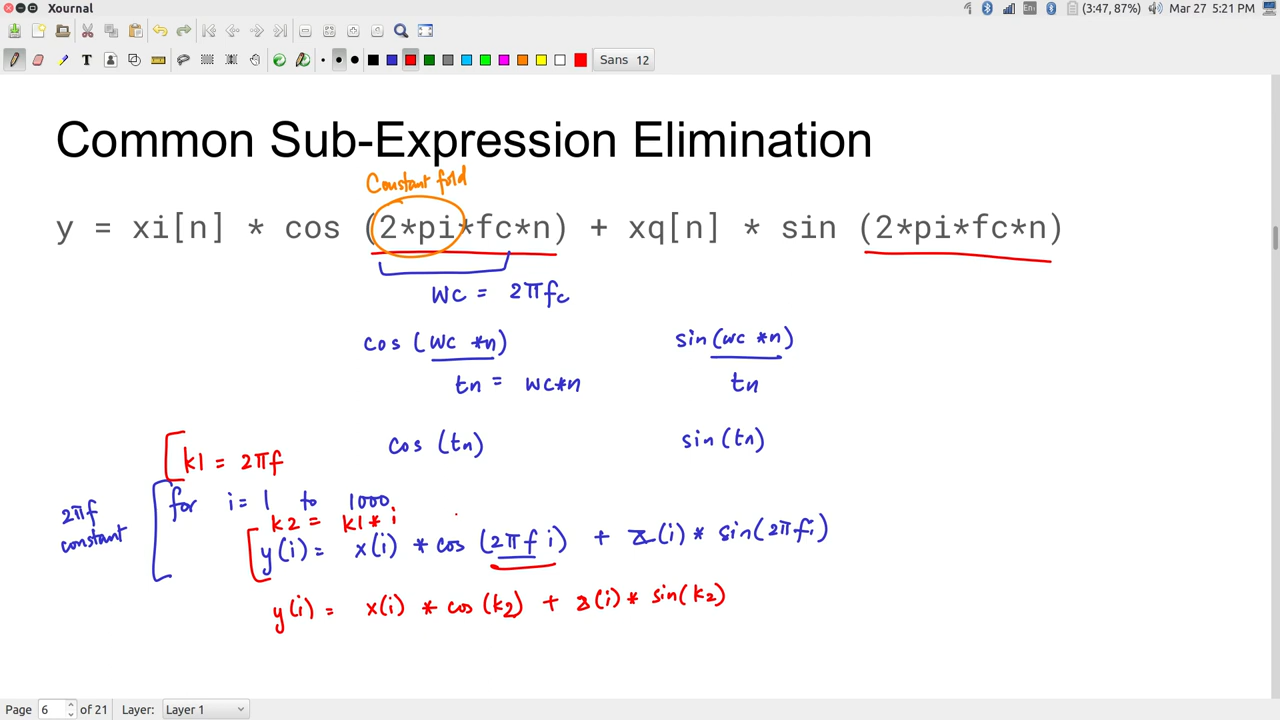 Xournal
(3:47, 87%) Mar 27 5:21 PM
En
T
Sans 12
Common Sub-Expression Elimination
Constant fold
y = xi[n] * cos (2*pi*fc*n) + xq[n] * sin (2*pi*fc*n)
wc = 2πfc
cos (wc *n) sin(wc *n)
tn = wc*n tn
cos (tn) sin(tn)
k1 = 2πf
for i = 1 to 1000
2πf
constant
k2 = k1 * i
y(i) = x(i) * cos (2πf i) + z(i) * sin(2πfi)
y(i) = x(i) * cos(k2) + z(i) * sin(k2)
Page 6 of 21 Layer: Layer 1